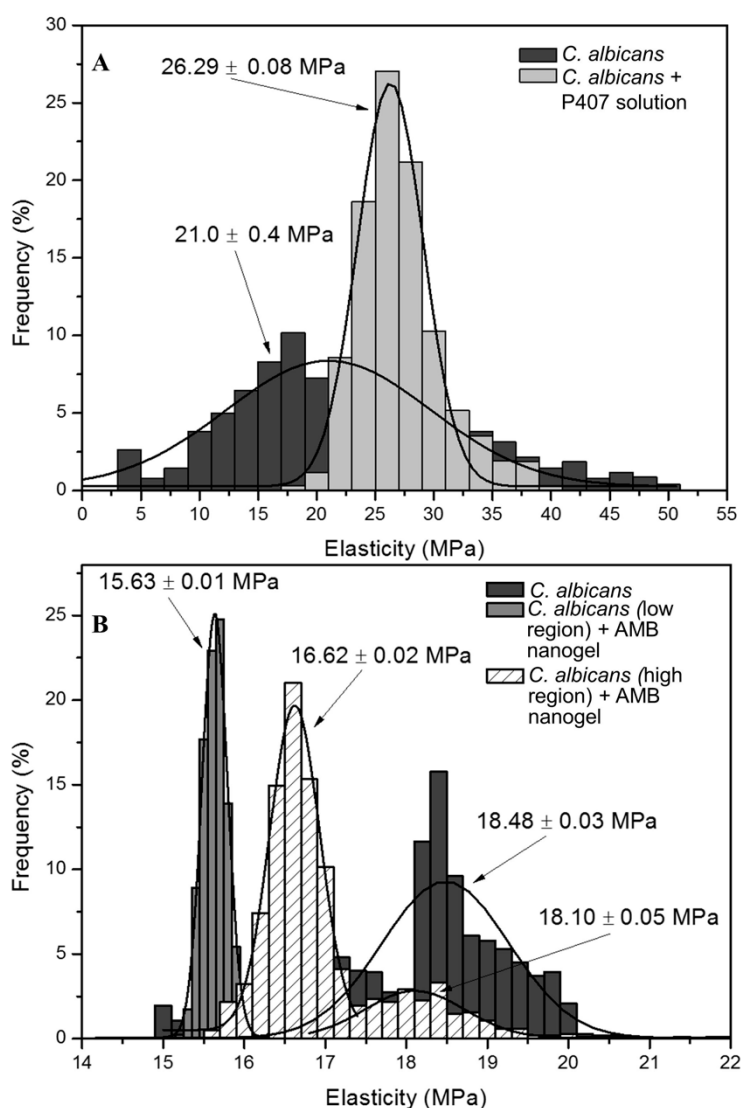 A
C. albicans
C. albicans +
P407 solution
26.29 ± 0.08 MPa
21.0 ± 0.4 MPa
Frequency (%)
30
25
20
15
10
5
0
0 5 10 15 20 25 30 35 40 45 50 55
Elasticity (MPa)
B
15.63 ± 0.01 MPa
C. albicans
C. albicans (low
region) + AMB
nanogel
C. albicans (high
region) + AMB
nanogel
16.62 ± 0.02 MPa
18.48 ± 0.03 MPa
18.10 ± 0.05 MPa
Frequency (%)
25
20
15
10
5
0
14 15 16 17 18 19 20 21 22
Elasticity (MPa)